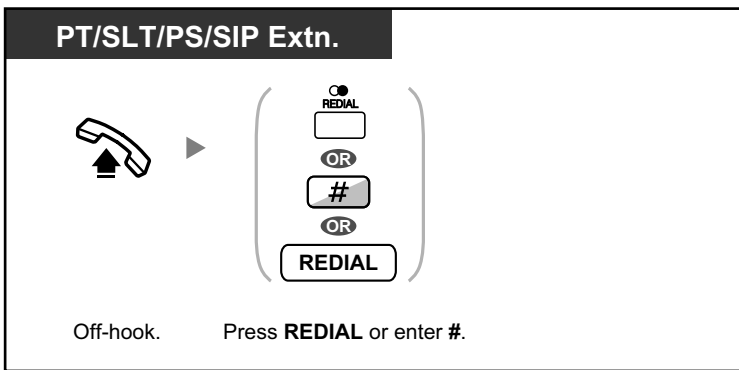 PT/SLT/PS/SIP Extn.
REDIAL
OR
#
OR
REDIAL
Off-hook. Press REDIAL or enter #.